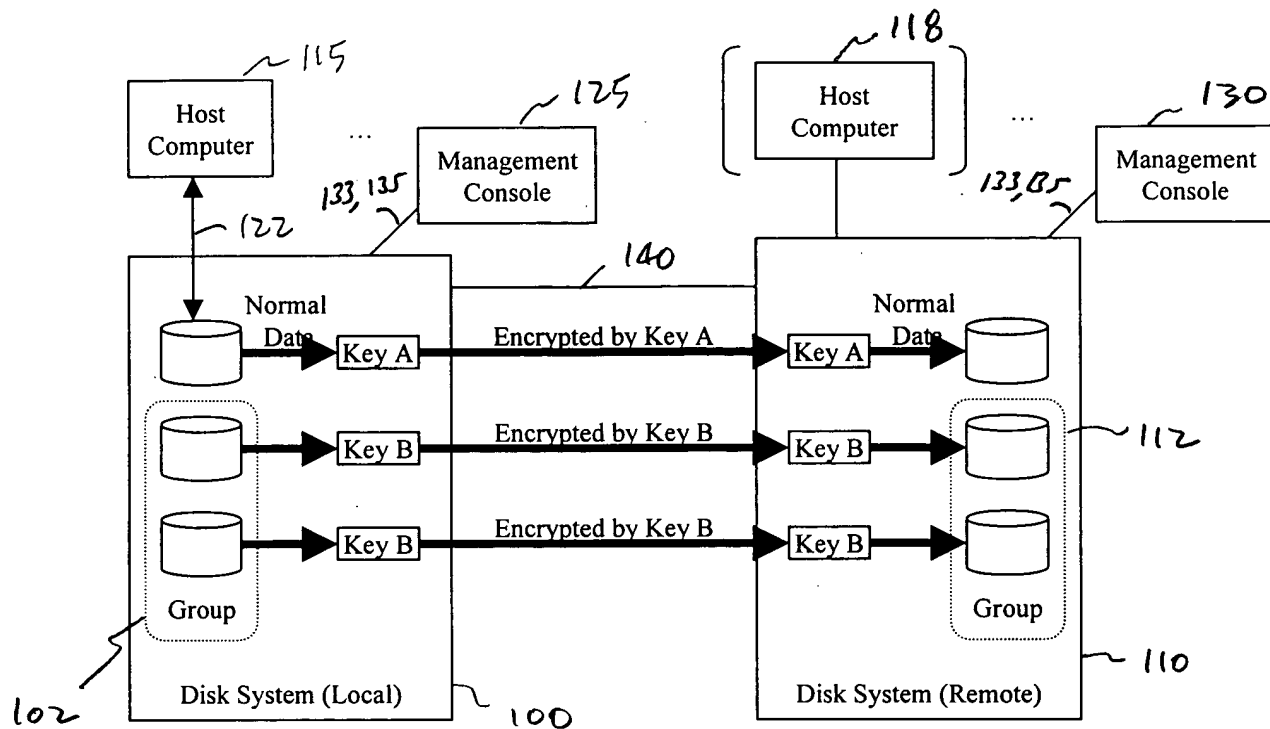 115
118
Host
Computer
...
125
Management
Console
Host
Computer
...
130
Management
Console
133, 135
133, 135
122
140
Normal
Data
Key A
Encrypted by Key A
Key A
Normal
Data
Key B
Encrypted by Key B
Key B
112
Key B
Encrypted by Key B
Key B
Group
Group
102
Disk System (Local)
100
Disk System (Remote)
110